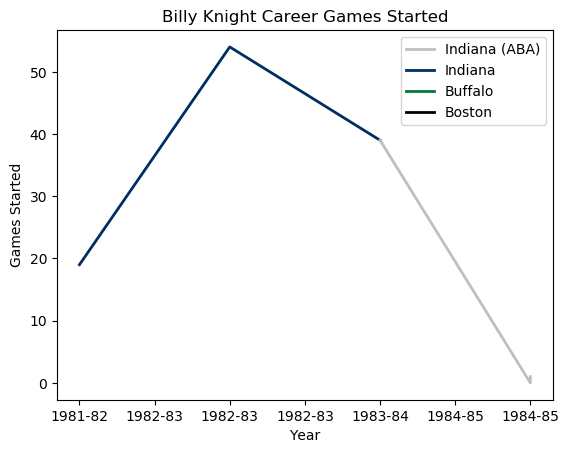 Billy Knight Career Games Started
Indiana (ABA)
Indiana
Buffalo
Boston
Games Started
50
40
30
20
10
0
1981-82 1982-83 1982-83 1982-83 1983-84 1984-85 1984-85
Year